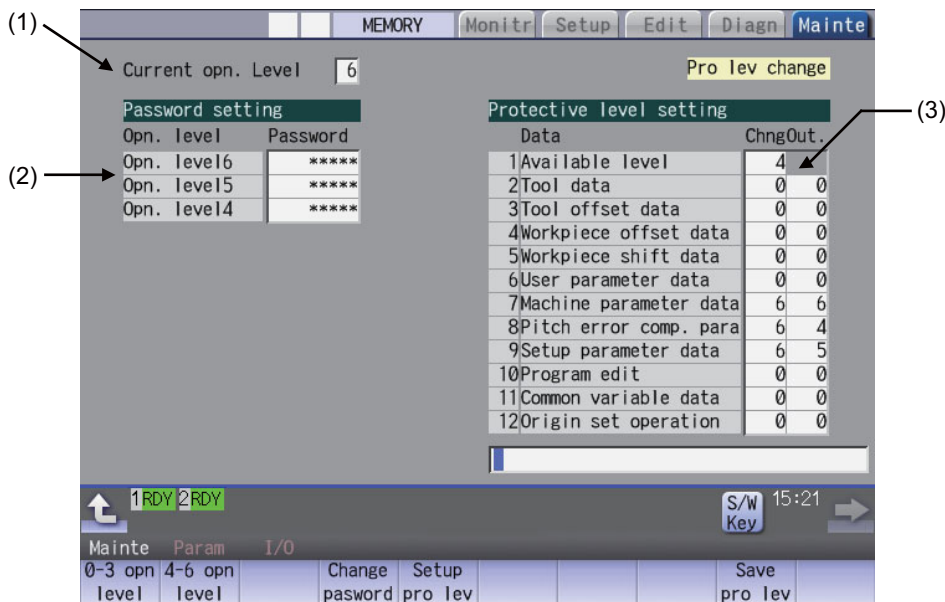 MEMORY Monitr Setup Edit Diagn Mainte
(1)
Current opn. Level 6 Pro lev change
Password setting Protective level setting
(3)
Opn. level Password Data ChngOut.
Opn. level6 ***** 1 Available level 4
(2)
Opn. level5 ***** 2 Tool data 0 0
Opn. level4 ***** 3 Tool offset data 0 0
4 Workpiece offset data 0 0
5 Workpiece shift data 0 0
6 User parameter data 0 0
7 Machine parameter data 6 6
8 Pitch error comp. para 6 4
9 Setup parameter data 6 5
10 Program edit 0 0
11 Common variable data 0 0
12 Origin set operation 0 0
1 RDY 2 RDY S/W Key 15:21
Mainte Param I/O
0-3 opn 4-6 opn Change Setup Save
level level pasword pro lev pro lev